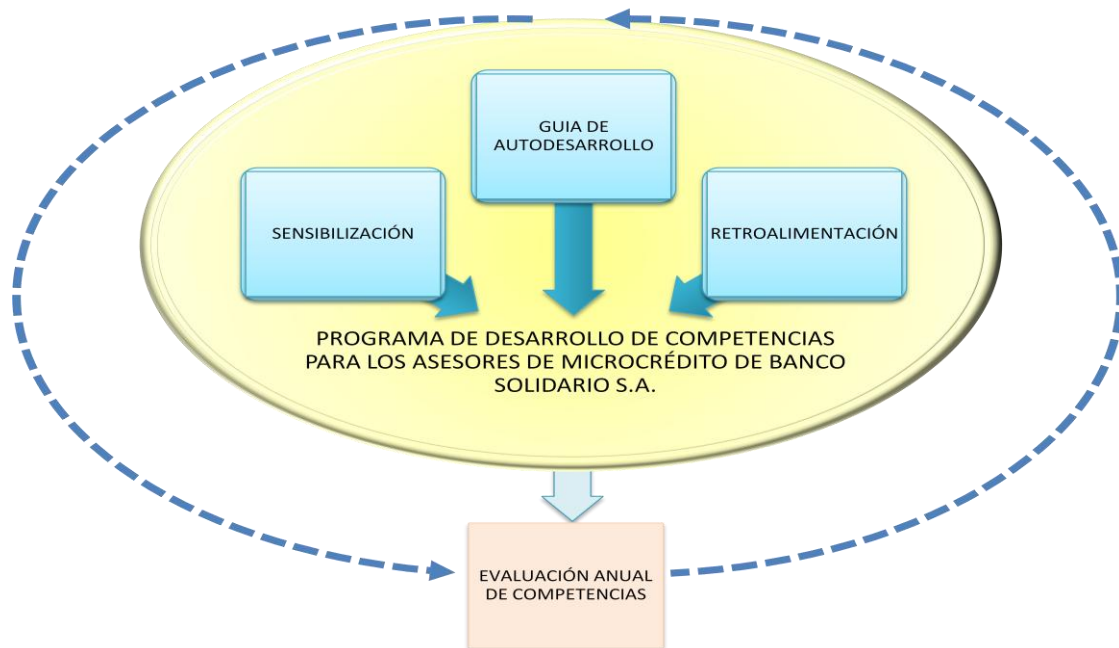 GUIA DE
AUTODESARROLLO
SENSIBILIZACIÓN
RETROALIMENTACIÓN
PROGRAMA DE DESARROLLO DE COMPETENCIAS
PARA LOS ASESORES DE MICROCRÉDITO DE BANCO
SOLIDARIO S.A.
EVALUACIÓN ANUAL
DE COMPETENCIAS